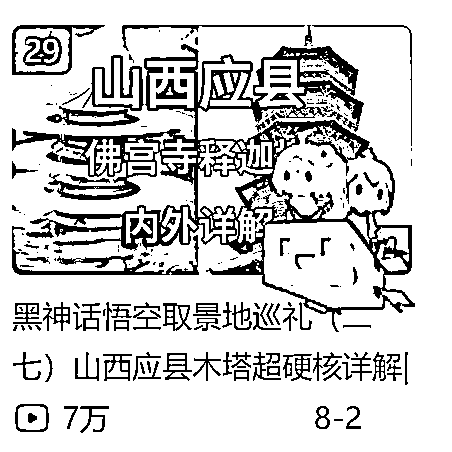 29
山西应县
佛宫寺释迦
内外详解
黑神话悟空取景地巡礼（二
七）山西应县木塔超硬核详解
7万
8-2